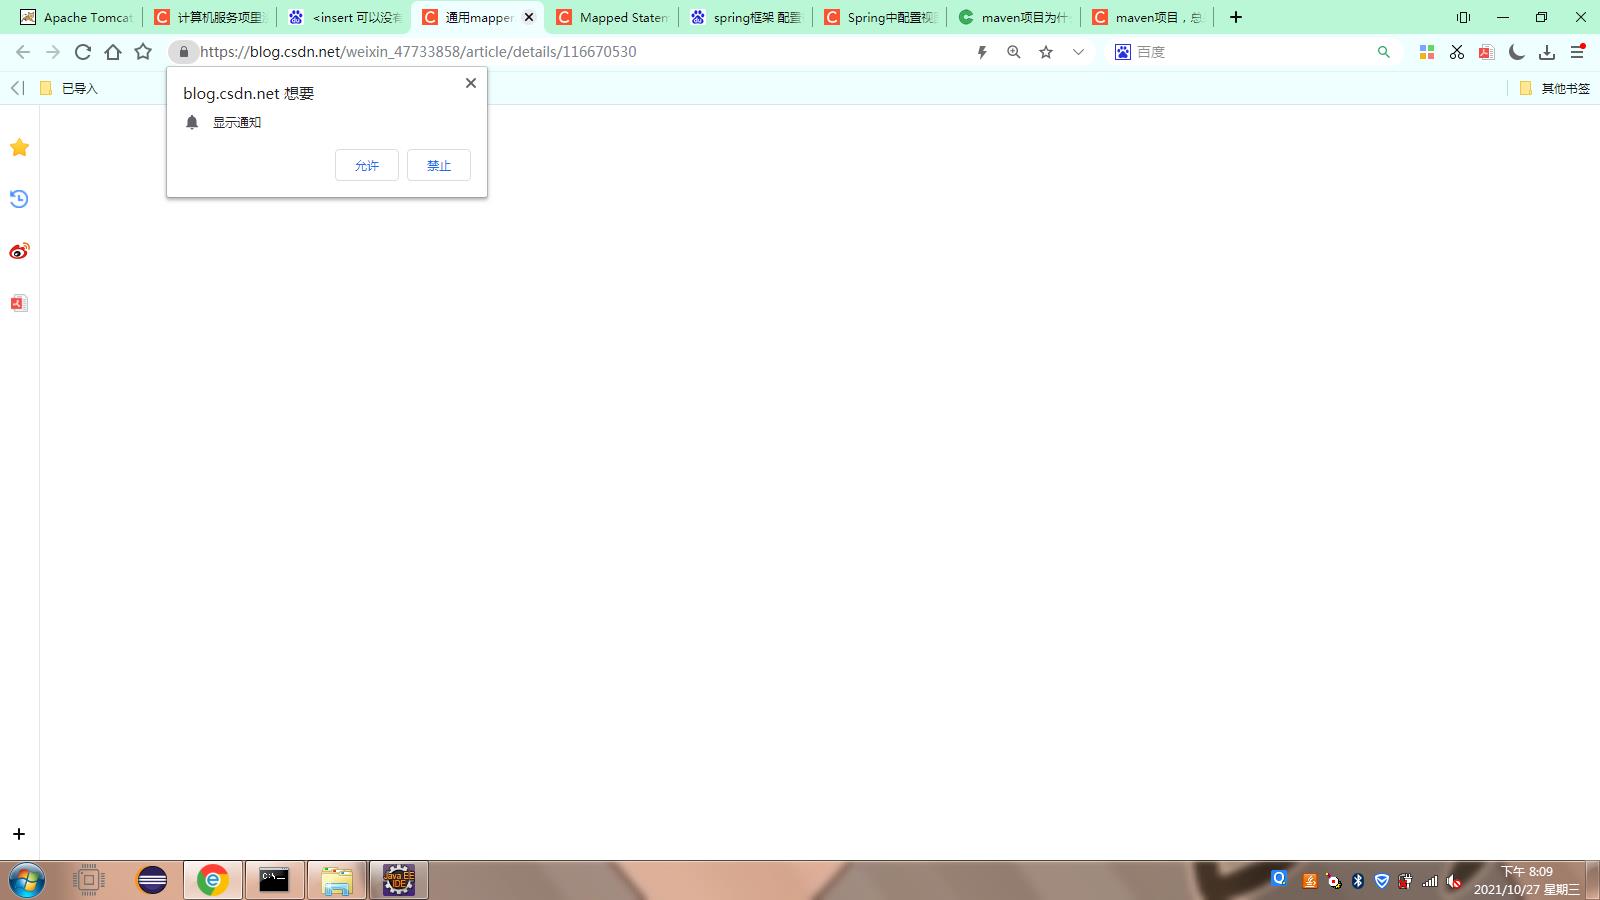 Apache Tomcat
计算机服务项里
<insert 可以没有
通用mapper
Mapped Statem
spring框架 配置
Spring中配置视
maven项目为什
maven项目，总
https://blog.csdn.net/weixin_47733858/article/details/116670530
百度
已导入
其他书签
blog.csdn.net 想要
显示通知
允许
禁止
C:\._
Java EE
IDE
下午 8:09
2021/10/27 星期三